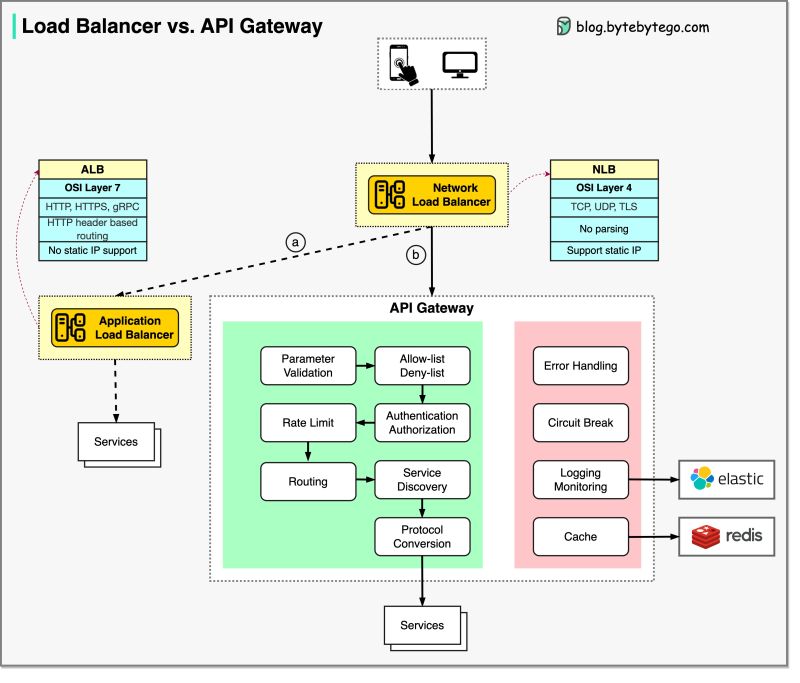 Load Balancer vs. API Gateway
blog.bytebytego.com
ALB
OSI Layer 7
HTTP, HTTPS, gRPC
HTTP header based
routing
No static IP support
Network
Load Balancer
NLB
OSI Layer 4
TCP, UDP, TLS
No parsing
Support static IP
a
b
Application
Load Balancer
Services
API Gateway
Parameter
Validation
Allow-list
Deny-list
Rate Limit
Authentication
Authorization
Routing
Service
Discovery
Protocol
Conversion
Error Handling
Circuit Break
Logging
Monitoring
Cache
elastic
redis
Services